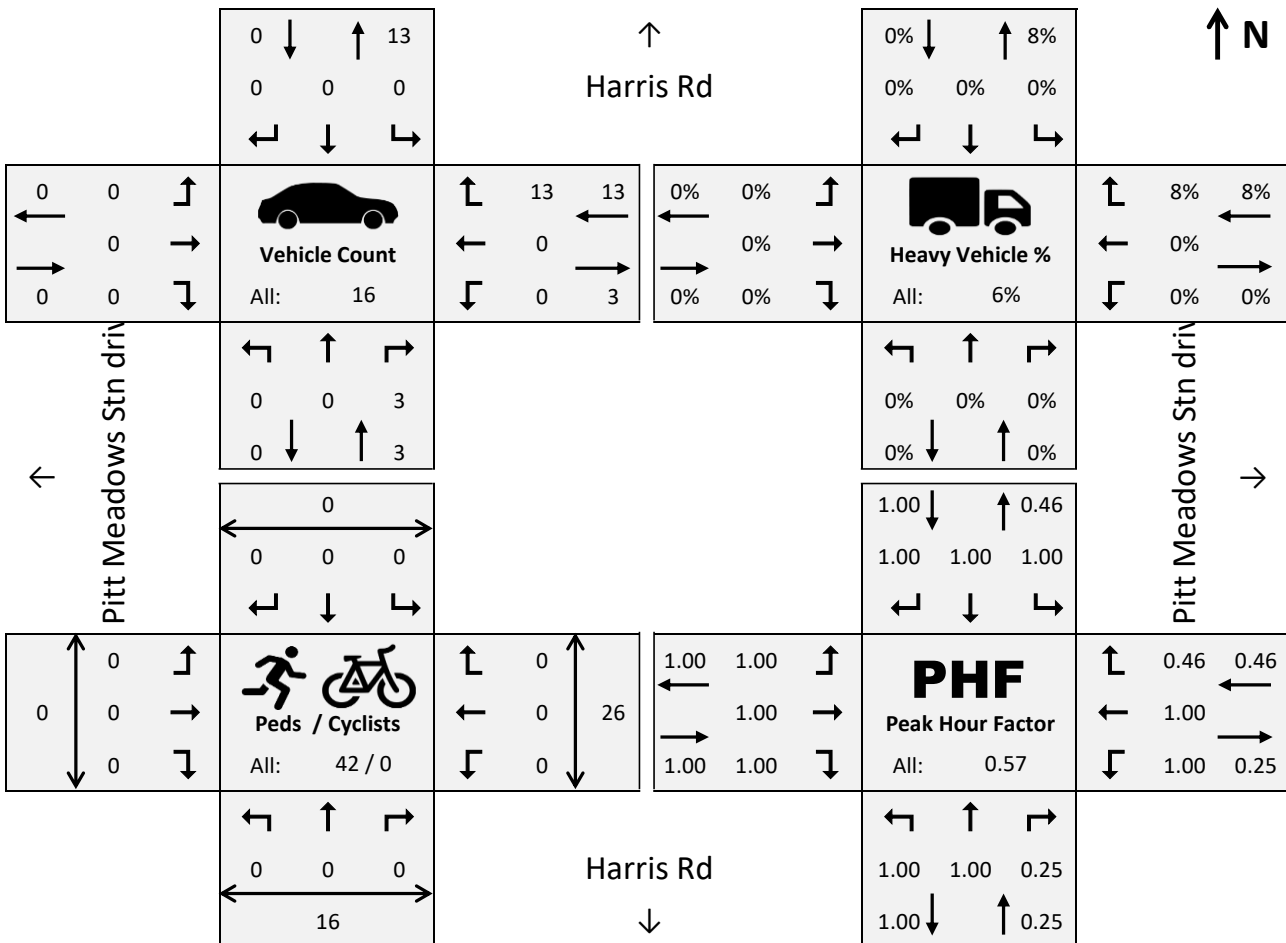 0 13
Harris Rd
0% 8%
N
0 0 0
0% 0% 0%
0 0
13 13
0% 0%
8% 8%
0
Vehicle Count
0
0%
Heavy Vehicle %
0%
0 0
All: 16
0 3
0% 0%
All: 6%
0% 0%
Pitt Meadows Stn driv
0 0 3
0 3
0% 0% 0%
0% 0%
Pitt Meadows Stn driv
0
0 0 0
1.00 0.46
1.00 1.00 1.00
0
0
0
0
Peds / Cyclists
All: 42 / 0
0
0
0
26
1.00 1.00
1.00
1.00 1.00
PHF
Peak Hour Factor
All: 0.57
0.46 0.46
1.00
1.00 0.25
0 0 0
16
Harris Rd
1.00 1.00 0.25
1.00 0.25